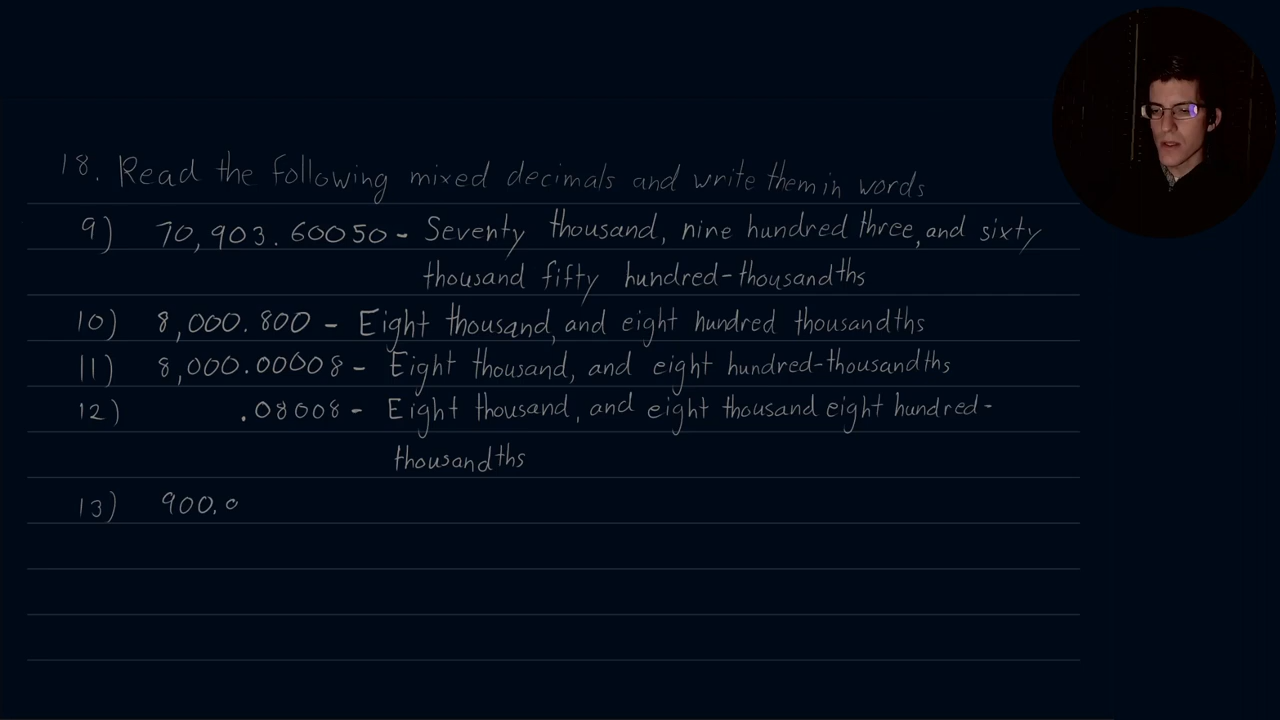 18. Read the following mixed decimals and write them in words
9) 70,903.60050 - Seventy thousand, nine hundred three, and sixty
thousand fifty hundred-thousandths
10) 8,000.800 - Eight thousand, and eight hundred thousandths
11) 8,000.00008 - Eight thousand, and eight hundred-thousandths
12) .08008 - Eight thousand, and eight thousand eight hundred-
thousandths
13) 900.0